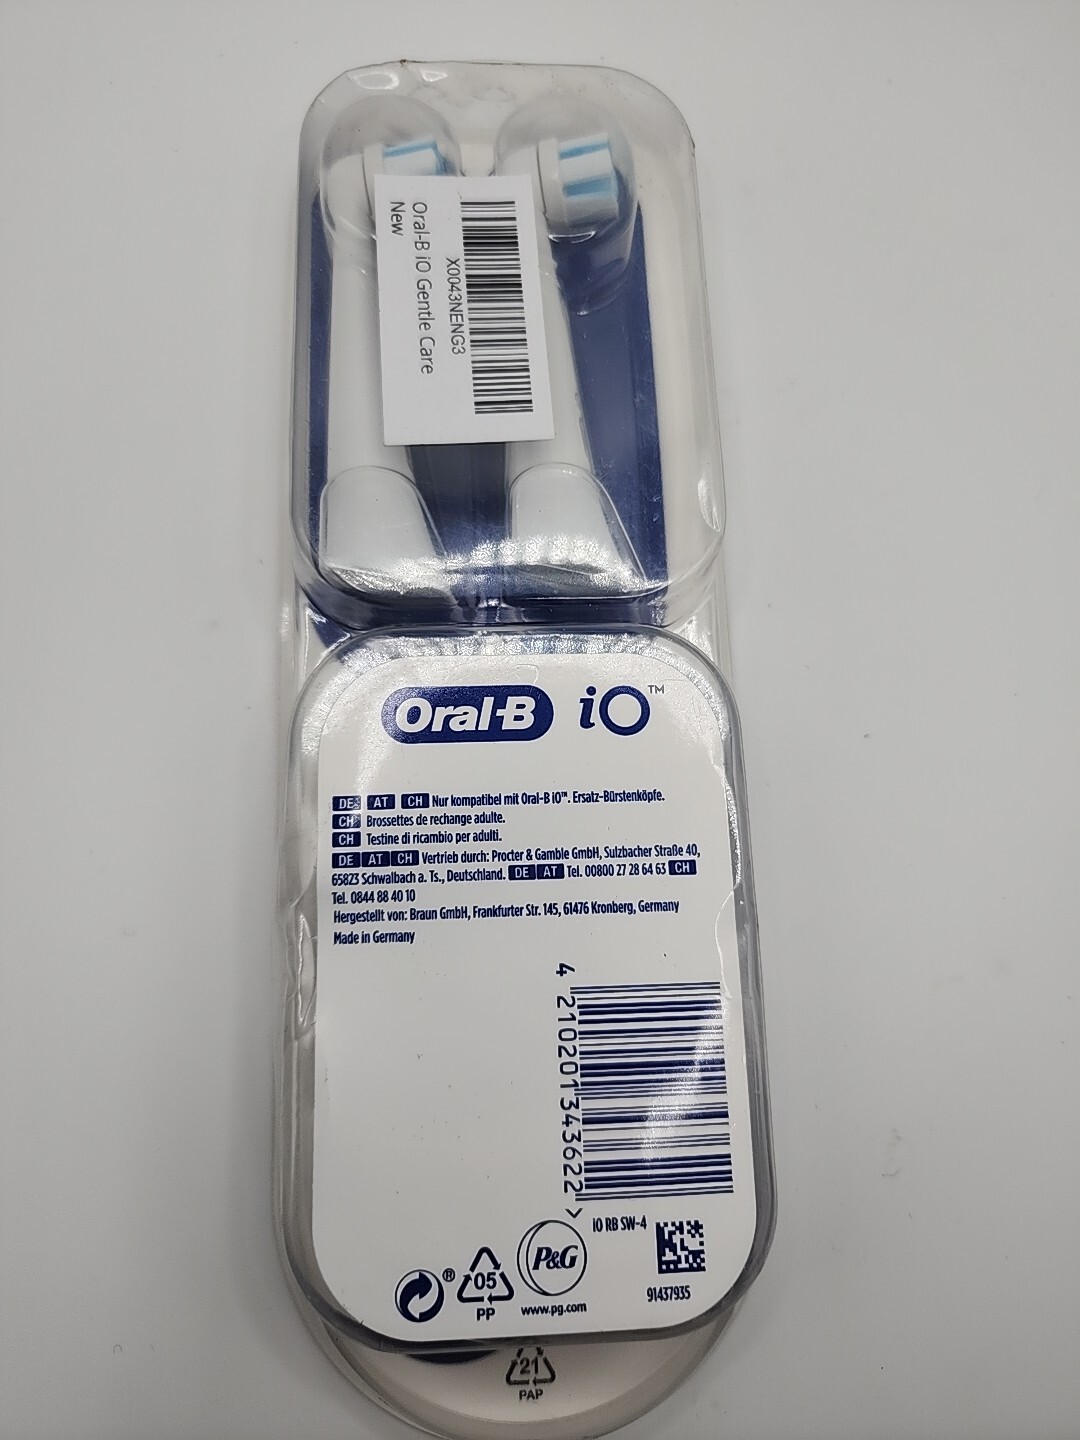 Oral-B iO Gentle Care
New
X0043NENG3
Oral-B iO™
DE AT CH Nur kompatibel mit Oral-B iO™. Ersatz-Bürstenköpfe.
CH Brossettes de rechange adulte.
CH Testine di ricambio per adulti.
DE AT CH Vertrieb durch: Procter & Gamble GmbH, Sulzbacher Straße 40,
65823 Schwalbach a. Ts., Deutschland. DE AT Tel. 00800 27 28 64 63 CH
Tel. 0844 88 40 10
Hergestellt von: Braun GmbH, Frankfurter Str. 145, 61476 Kronberg, Germany
Made in Germany
4 210201343622 >
iO RB SW-4
91437935
P&G
www.pg.com
®
05
PP
21
PAP